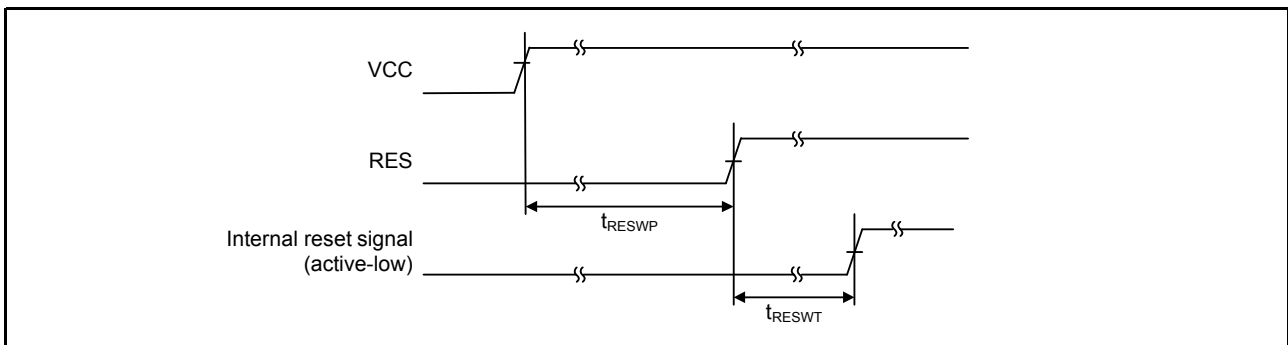 VCC
RES
tRESWP
Internal reset signal
(active-low)
tRESWT